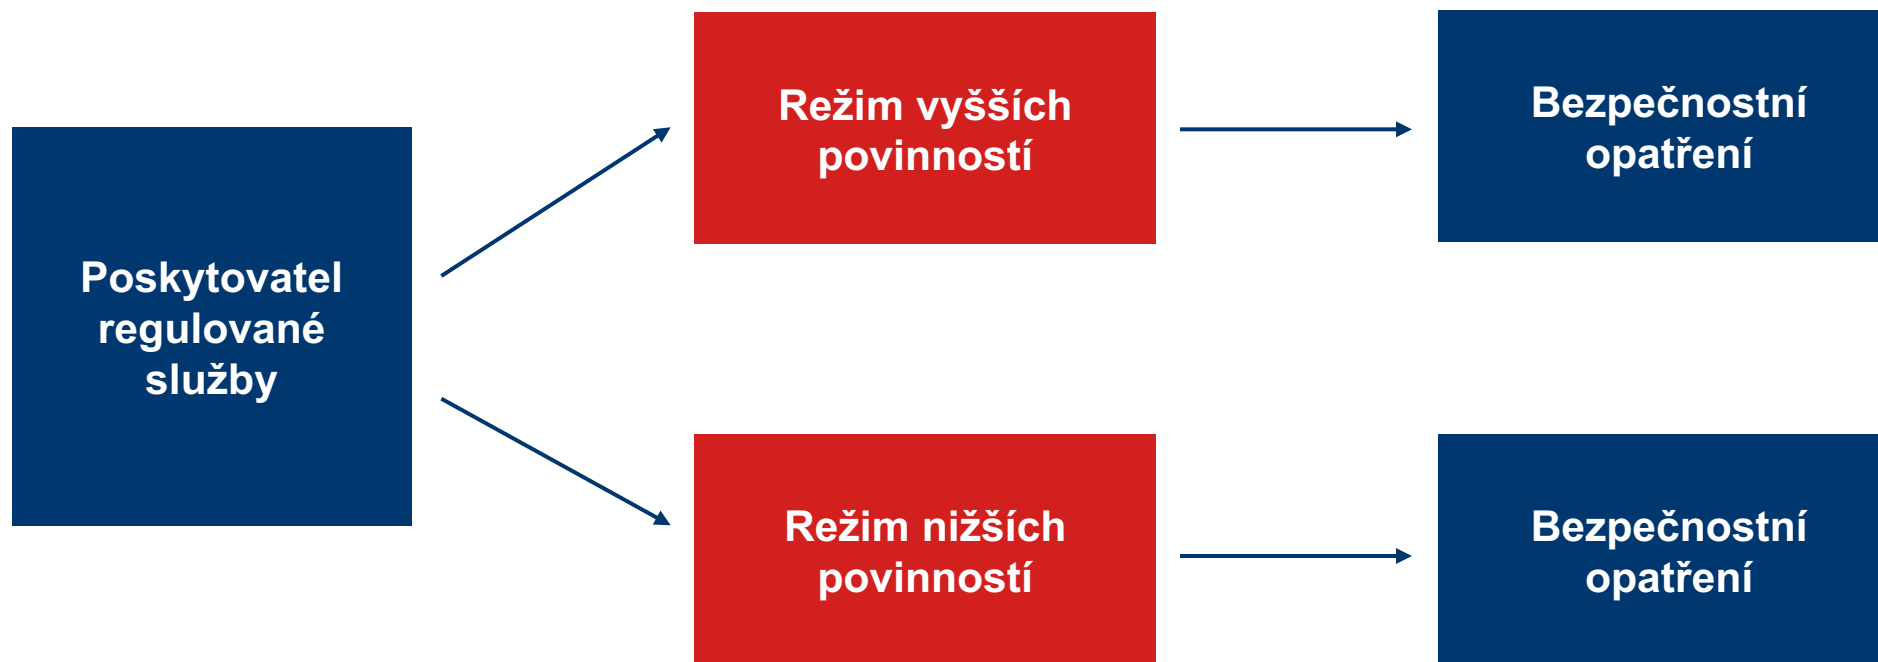 Poskytovatel
regulované
služby
Režim vyšších
povinností
Bezpečnostní
opatření
Režim nižších
povinností
Bezpečnostní
opatření